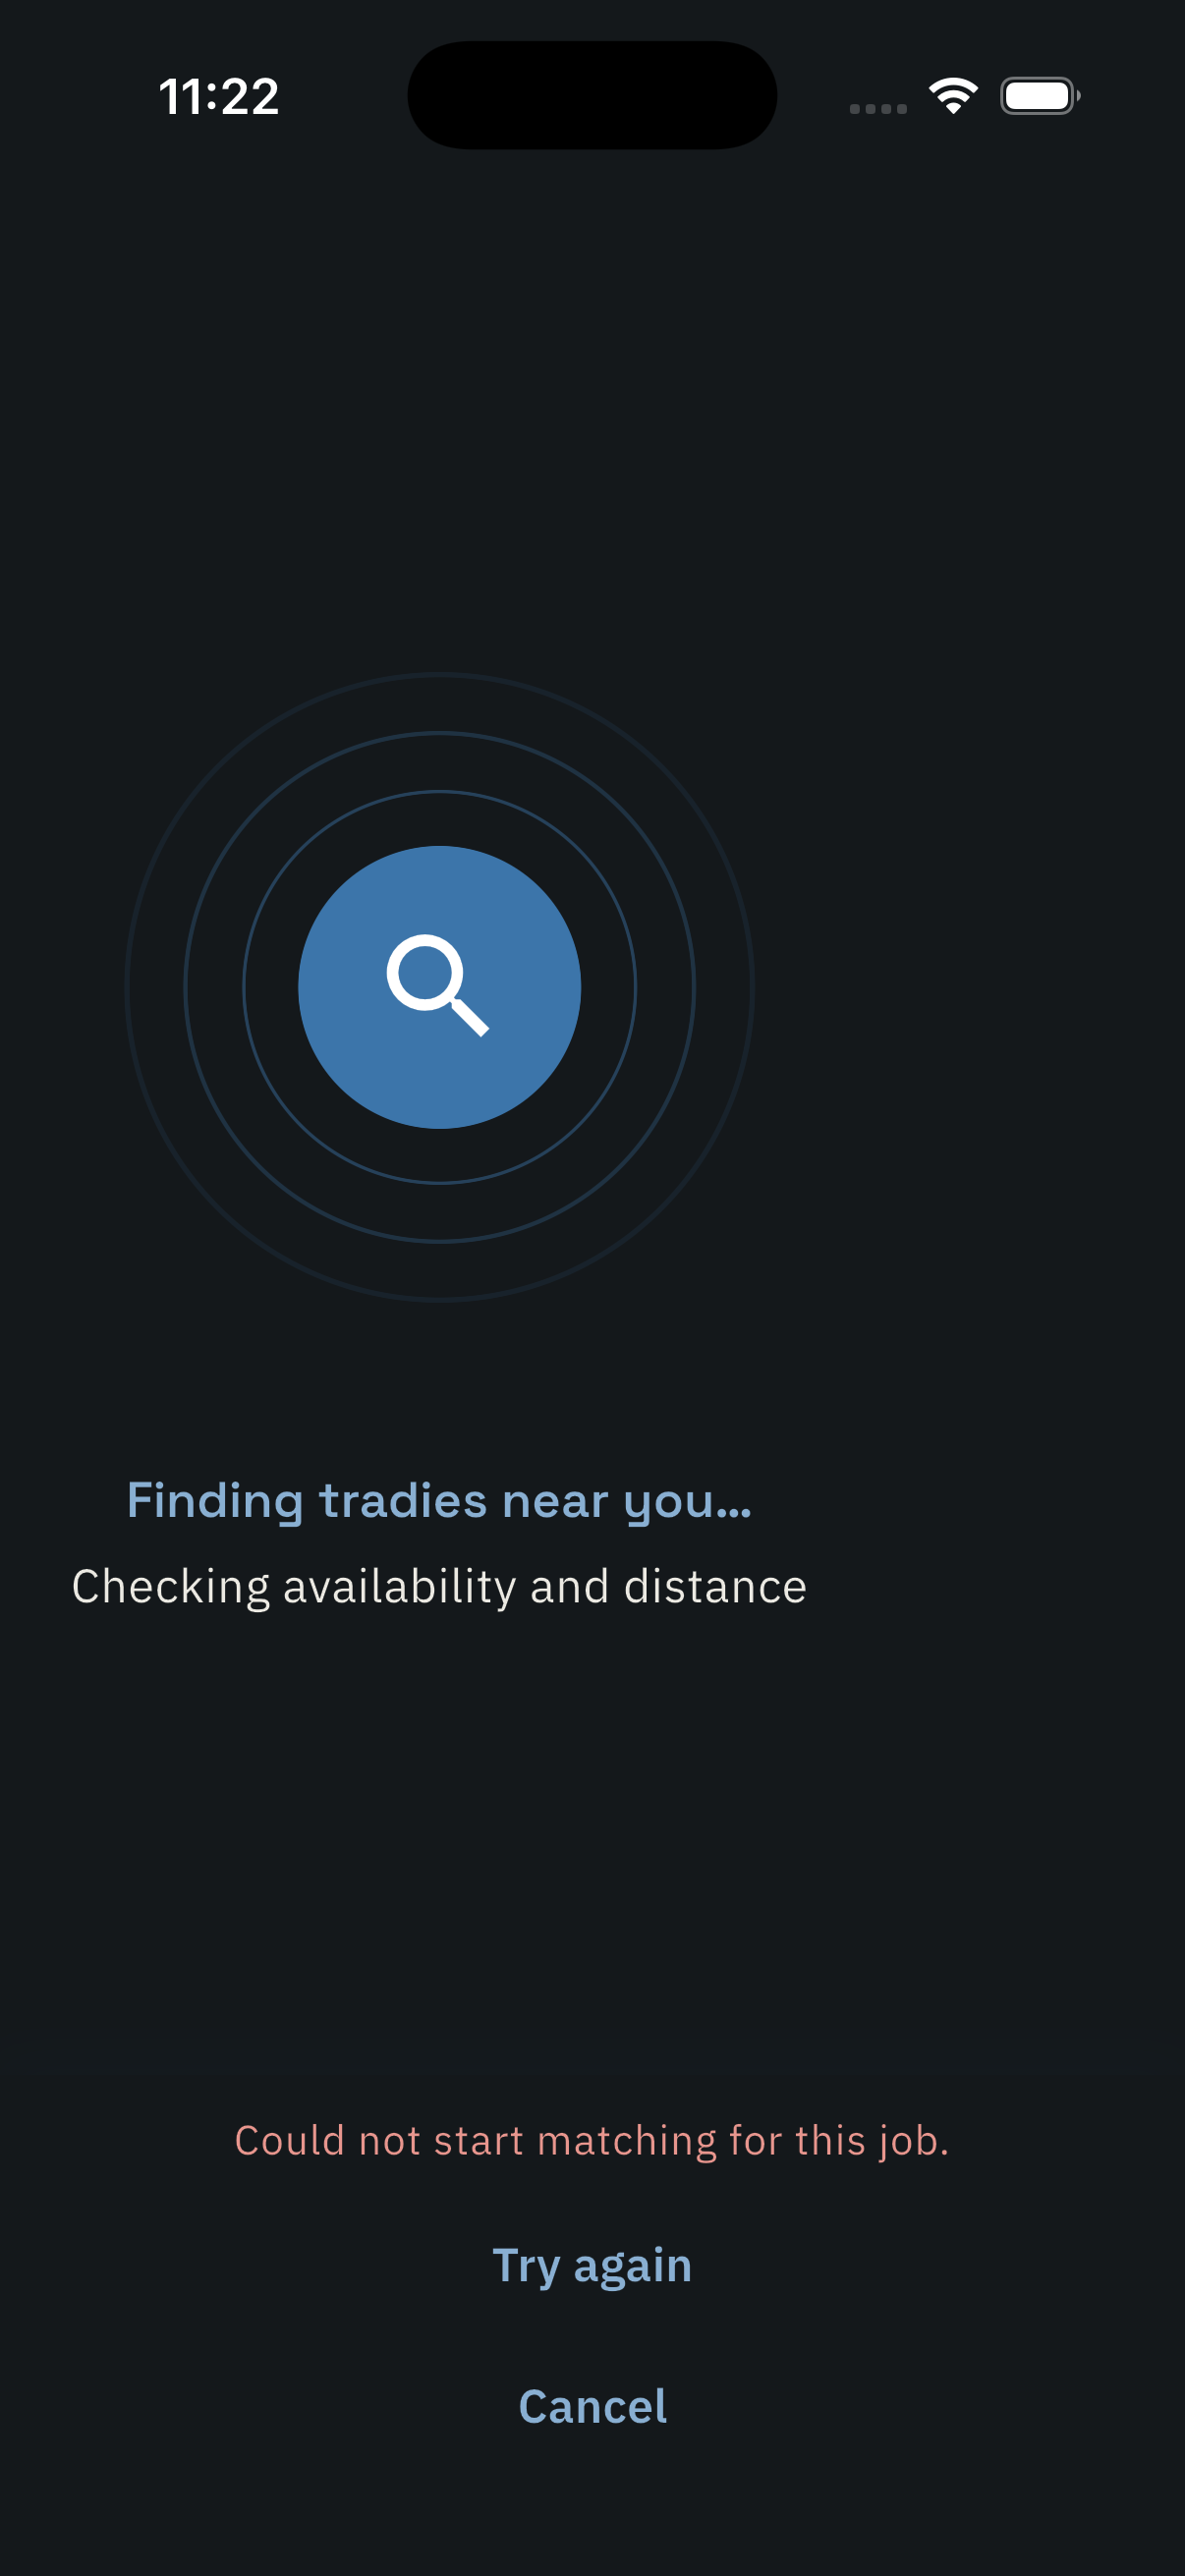 11:22
Finding tradies near you...
Checking availability and distance
Could not start matching for this job.
Try again
Cancel